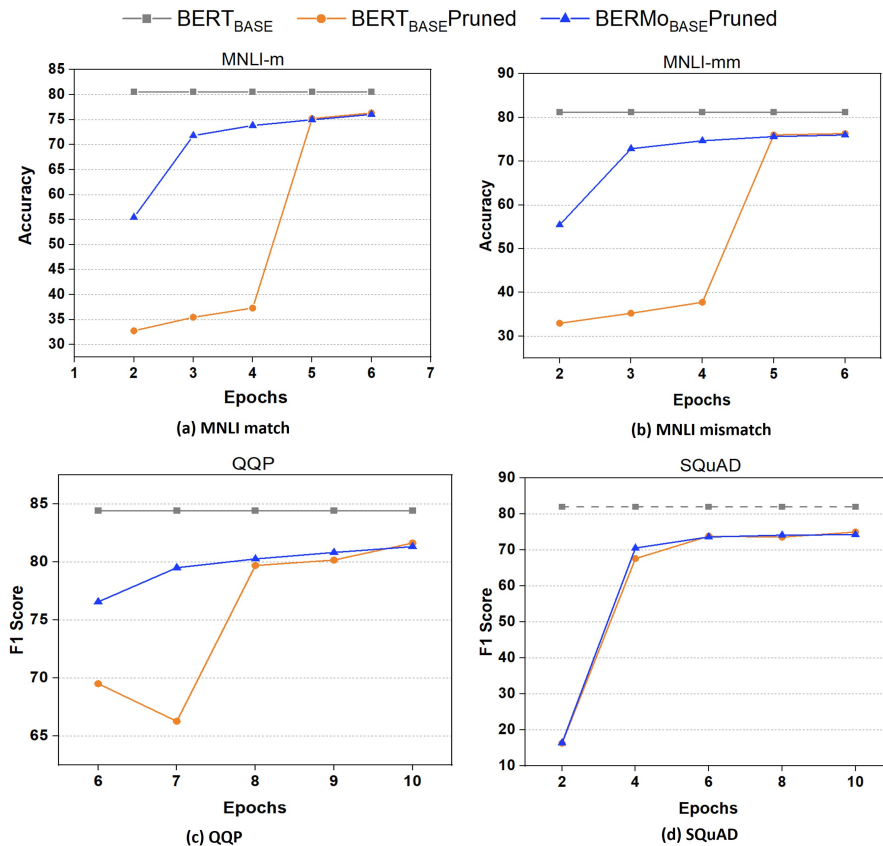 BERT_BASE BERT_BASEPruned BERMo_BASEPruned
MNLI-m
85
80
75
70
65
60
55
50
45
40
35
30
Accuracy
1 2 3 4 5 6 7
Epochs
(a) MNLI match
MNLI-mm
90
80
70
60
50
40
30
Accuracy
2 3 4 5 6
Epochs
(b) MNLI mismatch
QQP
85
80
75
70
65
F1 Score
6 7 8 9 10
Epochs
(c) QQP
SQuAD
90
80
70
60
50
40
30
20
10
F1 Score
2 4 6 8 10
Epochs
(d) SQuAD